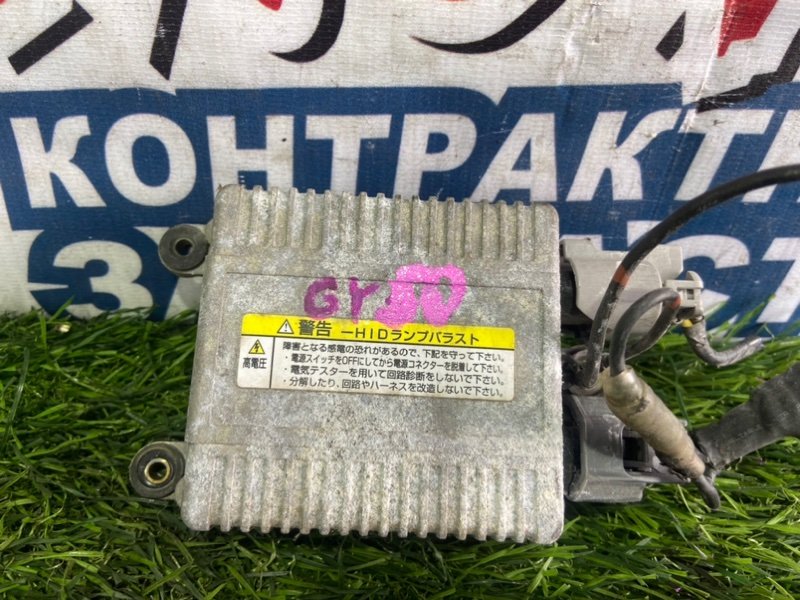 КОНТРАКТН
GY50
警告 ーHIDランプバラスト
高電圧
障害となる感電の恐れがあるので、下記を守って下さい。
・電源スイッチをOFFにしてから電源コネクターを脱着して下さい。
・電気テスターを用いて回路診断をしないで下さい。
・分解したり、回路やハーネスを改造しないで下さい。